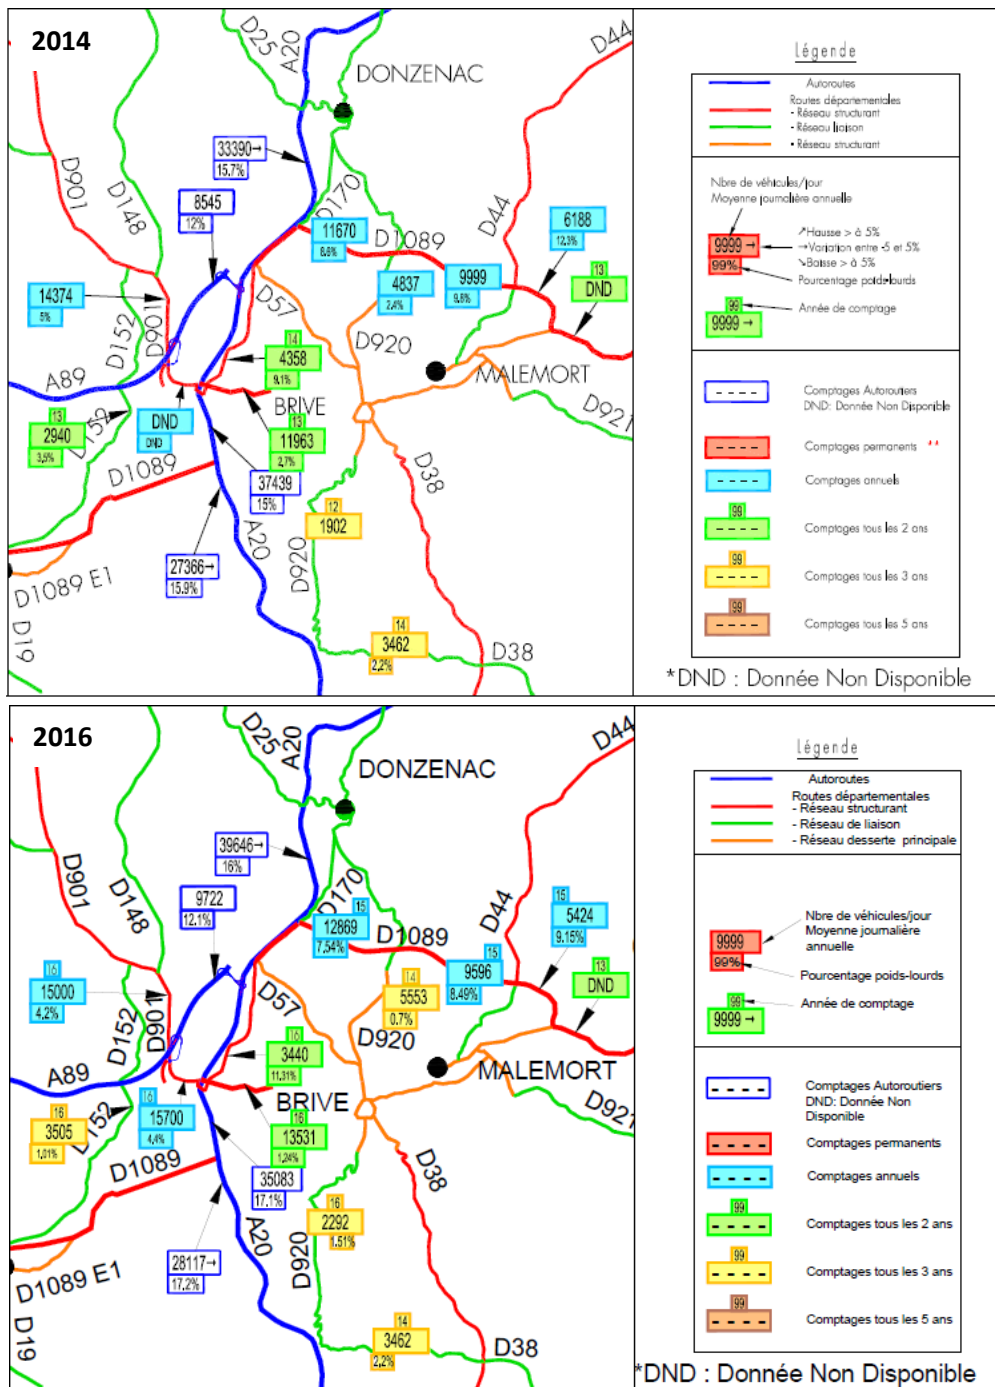 2014
D25
A20
D44
DONZENAC
33390→
15.7%
D901
D148
8545
12%
D170
11670
8,6%
D1089
D44
6188
12,3%
4837
2,4%
9999
9,8%
13
DND
14374
5%
D152
D901
D57
D920
14
4358
9,1%
A89
MALEMORT
BRIVE
D921
13
2940
3,5%
D152
DND
DND
13
11963
2,7%
D1089
37439
15%
D38
12
1902
A20
D920
27366→
15.9%
D1089 E1
D19
14
3462
2,2%
D38
légende
Autoroutes
Routes départementales
- Réseau structurant
- Réseau liaison
• Réseau structurant
Nbre de véhicules/jour
Moyenne journalière annuelle
9999 →
99%
↗Hausse > à 5%
→Variation entre -5 et 5%
↘Baisse > à 5%
Pourcentage poids-lourds
99
9999 →
Année de comptage
Comptages Autoroutiers
DND: Donnée Non Disponible
Comptages permanents
Comptages annuels
99
Comptages tous les 2 ans
99
Comptages tous les 3 ans
99
Comptages tous les 5 ans
*DND : Donnée Non Disponible
2016
D25
A20
D44
DONZENAC
39646→
16%
D901
D148
9722
12.1%
D170
15
12869
7,54%
D1089
D44
15
5424
9.15%
15
9596
8.49%
13
DND
16
15000
4,2%
D152
D901
D57
14
5553
0.7%
D920
16
3440
11,31%
A89
MALEMORT
BRIVE
D921
16
3505
1,01%
D152
16
15700
4,4%
16
13531
1,24%
D1089
35083
17.1%
D38
16
2292
1.51%
A20
D920
28117→
17,2%
D1089 E1
D19
14
3462
2,2%
D38
légende
Autoroutes
Routes départementales
- Réseau structurant
- Réseau de liaison
- Réseau desserte principale
9999
99%
Nbre de véhicules/jour
Moyenne journalière
annuelle
Pourcentage poids-lourds
99
9999 →
Année de comptage
Comptages Autoroutiers
DND: Donnée Non
Disponible
Comptages permanents
Comptages annuels
99
Comptages tous les 2 ans
99
Comptages tous les 3 ans
99
Comptages tous les 5 ans
*DND : Donnée Non Disponible